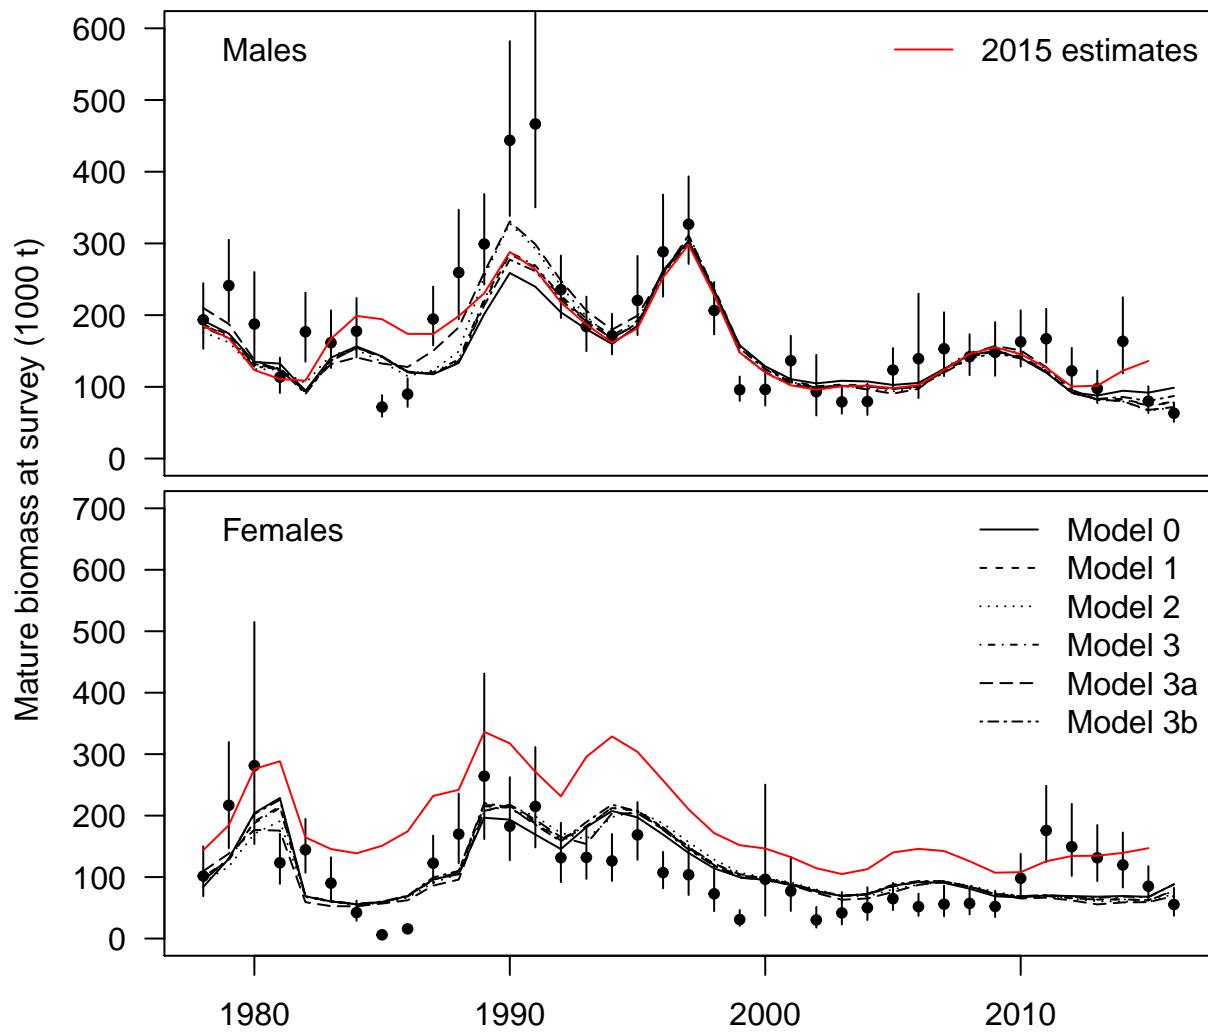 Mature biomass at survey (1000 t)
Males
2015 estimates
600
500
400
300
200
100
0
Females
Model 0
Model 1
Model 2
Model 3
Model 3a
Model 3b
700
600
500
400
300
200
100
0
1980
1990
2000
2010